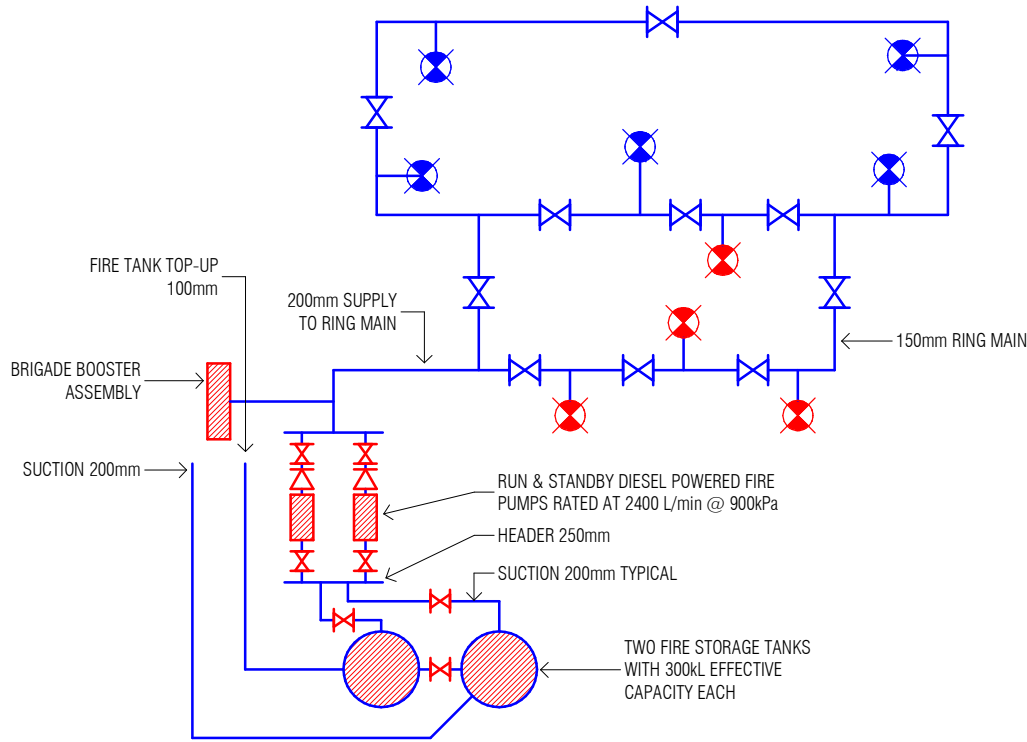 FIRE TANK TOP-UP
100mm
200mm SUPPLY
TO RING MAIN
150mm RING MAIN
BRIGADE BOOSTER
ASSEMBLY
SUCTION 200mm
RUN & STANDBY DIESEL POWERED FIRE
PUMPS RATED AT 2400 L/min @ 900kPa
HEADER 250mm
SUCTION 200mm TYPICAL
TWO FIRE STORAGE TANKS
WITH 300kL EFFECTIVE
CAPACITY EACH